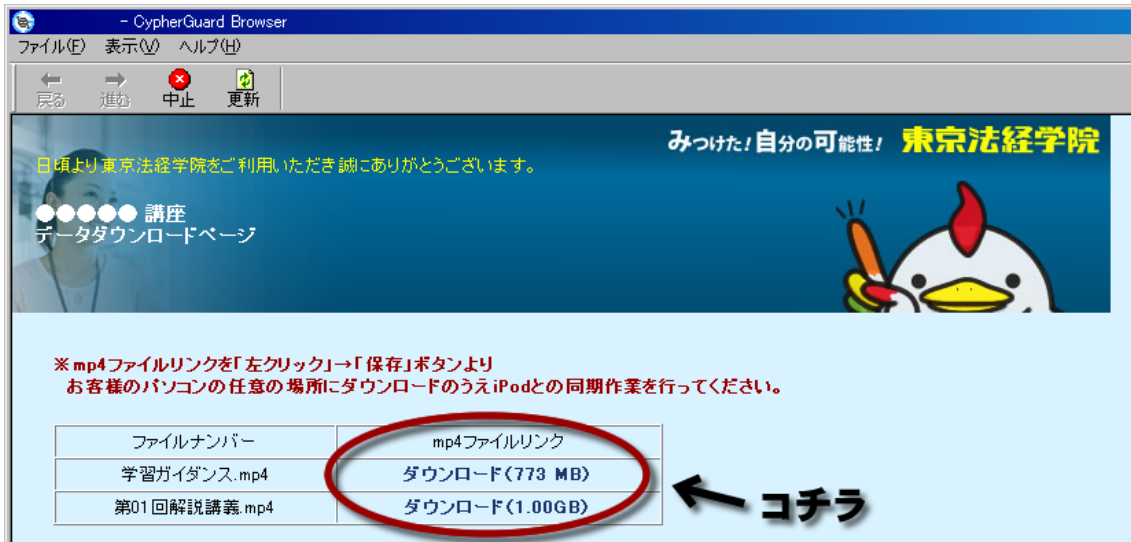 - CypherGuard Browser
ファイル(F) 表示(V) ヘルプ(H)
戻る 進む 中止 更新
みつけた!自分の可能性! 東京法経学院
日頃より東京法経学院をご利用いただき誠にありがとうございます。
●●●●● 講座
データダウンロードページ
※mp4ファイルリンクを「左クリック」→「保存」ボタンより
お客様のパソコンの任意の場所にダウンロードのうえiPodとの同期作業を行ってください。
ファイルナンバー mp4ファイルリンク
学習ガイダンス.mp4 ダウンロード(773 MB)
第01回解説講義.mp4 ダウンロード(1.00GB)
コチラ